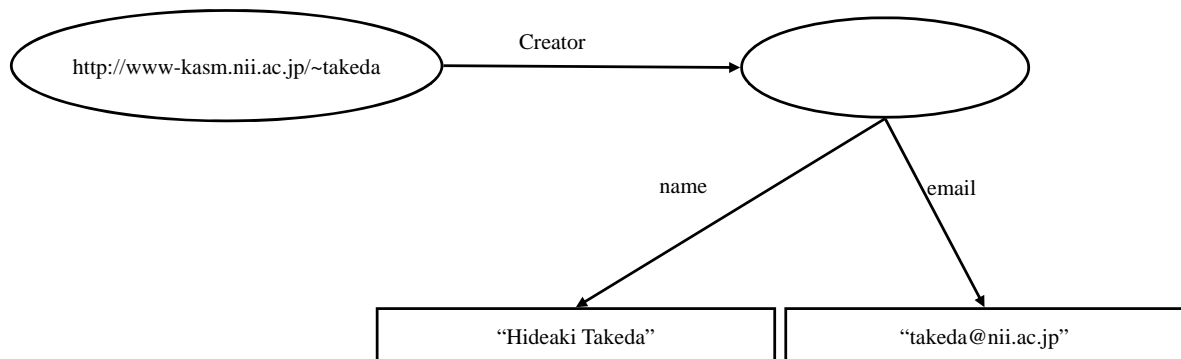 Creator
http://www-kasm.nii.ac.jp/~takeda
name
email
“Hideaki Takeda”
“takeda@nii.ac.jp”